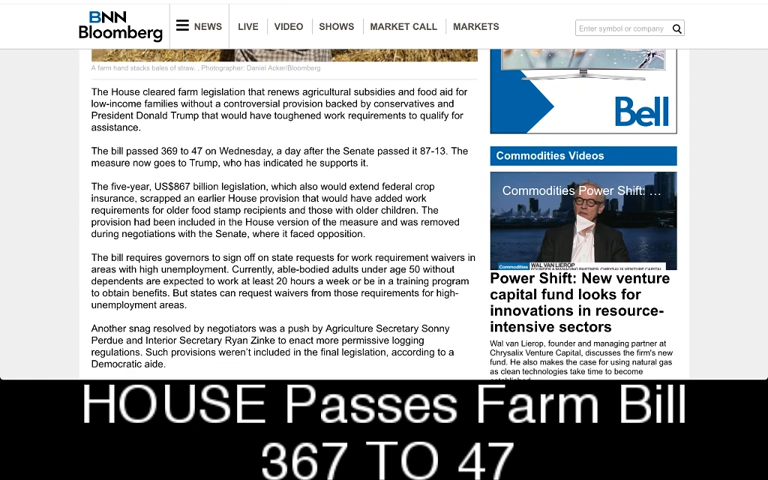 BNN
Bloomberg
NEWS LIVE VIDEO SHOWS MARKET CALL MARKETS
Enter symbol or company
A farm hand stacks bales of straw. , Photographer: Daniel Acker/Bloomberg
The House cleared farm legislation that renews agricultural subsidies and food aid for
low-income families without a controversial provision backed by conservatives and
President Donald Trump that would have toughened work requirements to qualify for
assistance.
The bill passed 369 to 47 on Wednesday, a day after the Senate passed it 87-13. The
measure now goes to Trump, who has indicated he supports it.
The five-year, US$867 billion legislation, which also would extend federal crop
insurance, scrapped an earlier House provision that would have added work
requirements for older food stamp recipients and those with older children. The
provision had been included in the House version of the measure and was removed
during negotiations with the Senate, where it faced opposition.
The bill requires governors to sign off on state requests for work requirement waivers in
areas with high unemployment. Currently, able-bodied adults under age 50 without
dependents are expected to work at least 20 hours a week or be in a training program
to obtain benefits. But states can request waivers from those requirements for high-
unemployment areas.
Another snag resolved by negotiators was a push by Agriculture Secretary Sonny
Perdue and Interior Secretary Ryan Zinke to enact more permissive logging
regulations. Such provisions weren't included in the final legislation, according to a
Democratic aide.
Bell
Commodities Videos
Commodities Power Shift: ...
Commodities
WAL VAN LIEROP
Power Shift: New venture
capital fund looks for
innovations in resource-
intensive sectors
Wal van Lierop, founder and managing partner at
Chrysalix Venture Capital, discusses the firm's new
fund. He also makes the case for using natural gas
as clean technologies take time to become
HOUSE Passes Farm Bill
367 TO 47